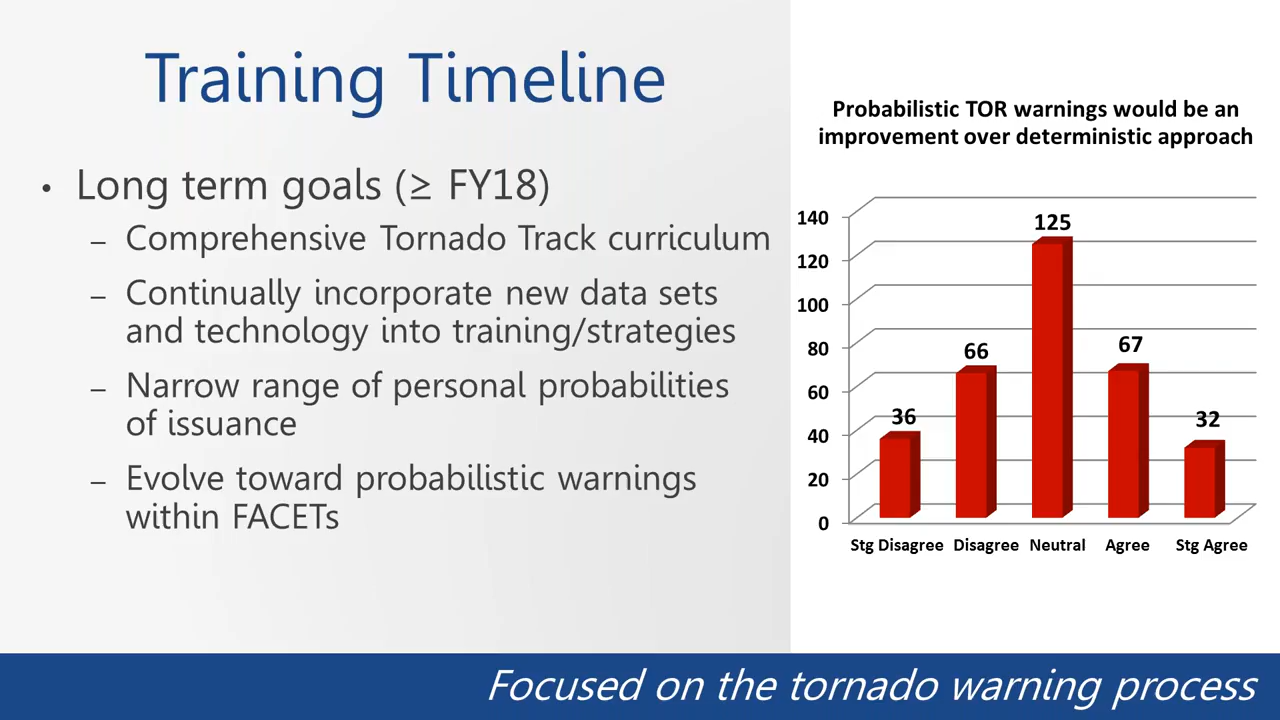 Training Timeline
• Long term goals (≥ FY18)
– Comprehensive Tornado Track curriculum
– Continually incorporate new data sets
and technology into training/strategies
– Narrow range of personal probabilities
of issuance
– Evolve toward probabilistic warnings
within FACETs
Probabilistic TOR warnings would be an
improvement over deterministic approach
140
120
100
80
60
40
20
0
36
66
125
67
32
Stg Disagree Disagree Neutral Agree Stg Agree
Focused on the tornado warning process